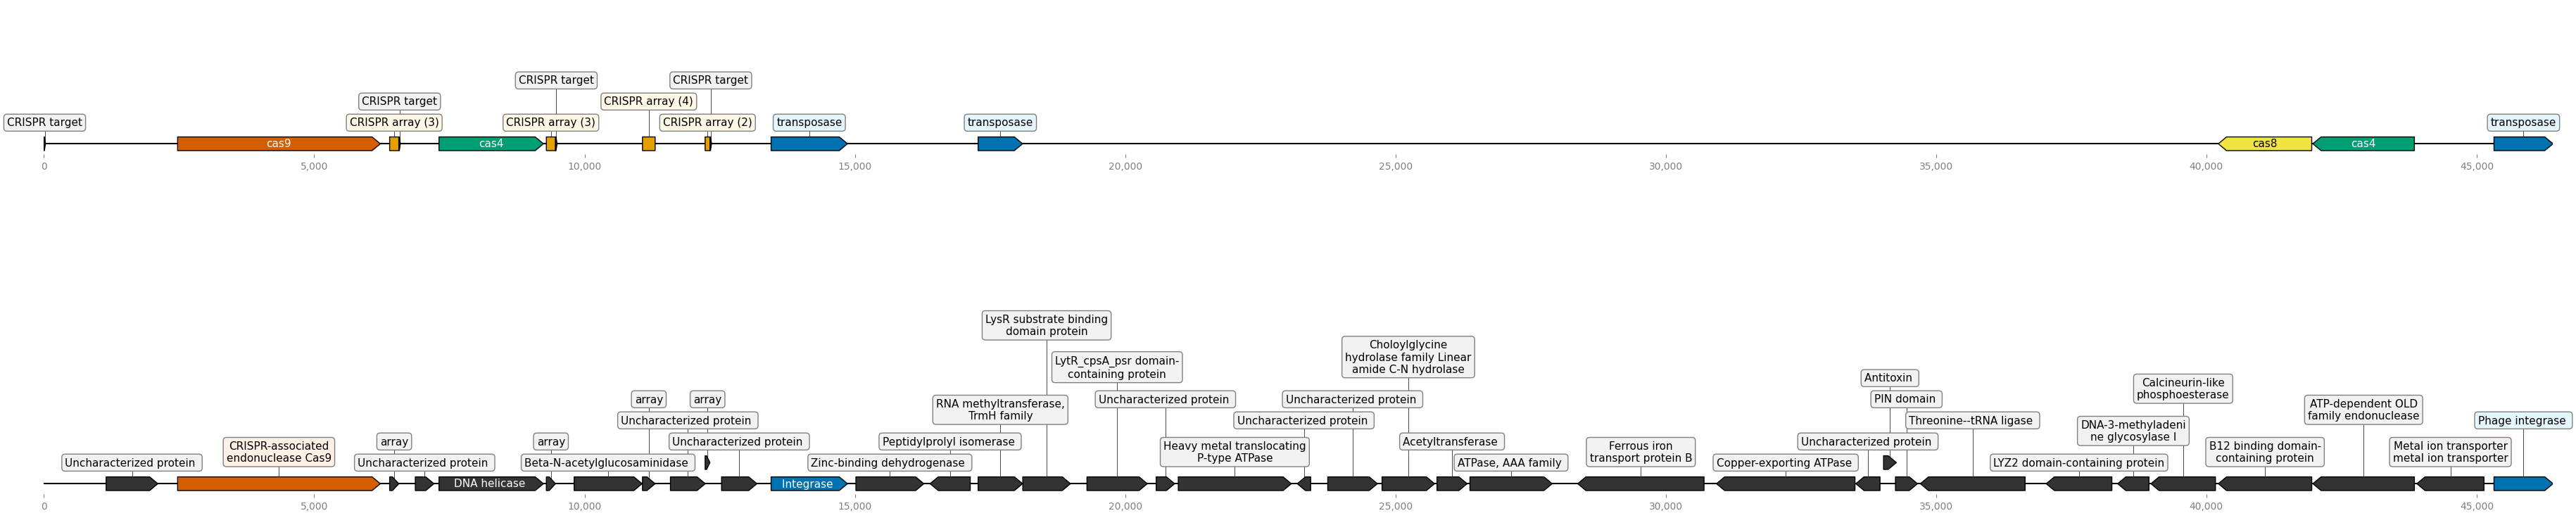 CRISPR target
CRISPR target
CRISPR array (4)
CRISPR target
CRISPR target
CRISPR array (3)
CRISPR array (3)
CRISPR array (2)
transposase
transposase
transposase
cas9
cas4
cas8
cas4
0
5,000
10,000
15,000
20,000
25,000
30,000
35,000
40,000
45,000
LysR substrate binding
domain protein
Choloylglycine
hydrolase family Linear
amide C-N hydrolase
LytR_cpsA_psr domain-
containing protein
Antitoxin
Calcineurin-like
phosphoesterase
array
array
RNA methyltransferase,
TrmH family
Uncharacterized protein
Uncharacterized protein
PIN domain
ATP-dependent OLD
family endonuclease
Uncharacterized protein
Uncharacterized protein
Threonine--tRNA ligase
DNA-3-methyladeni
ne glycosylase I
Phage integrase
CRISPR-associated
endonuclease Cas9
array
array
Uncharacterized protein
Peptidylprolyl isomerase
Heavy metal translocating
P-type ATPase
Acetyltransferase
Ferrous iron
transport protein B
Uncharacterized protein
B12 binding domain-
containing protein
Metal ion transporter
metal ion transporter
Uncharacterized protein
Uncharacterized protein
Beta-N-acetylglucosaminidase
Zinc-binding dehydrogenase
ATPase, AAA family
Copper-exporting ATPase
LYZ2 domain-containing protein
DNA helicase
Integrase
0
5,000
10,000
15,000
20,000
25,000
30,000
35,000
40,000
45,000